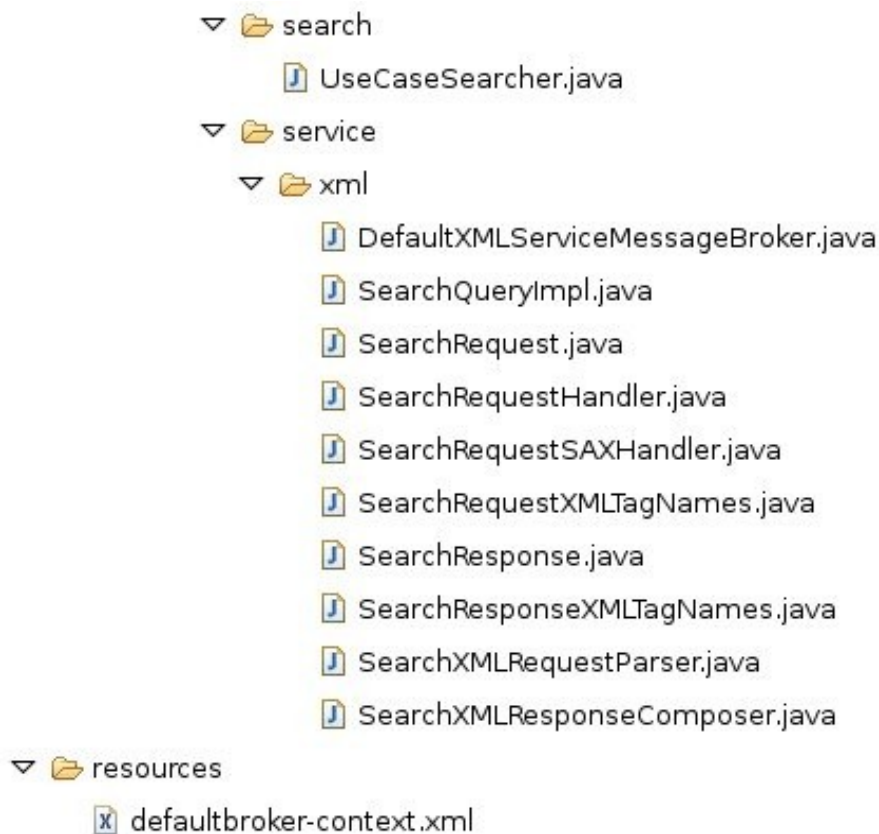 search
UseCaseSearcher.java
service
xml
DefaultXMLServiceMessageBroker.java
SearchQueryImpl.java
SearchRequest.java
SearchRequestHandler.java
SearchRequestSAXHandler.java
SearchRequestXMLTagNames.java
SearchResponse.java
SearchResponseXMLTagNames.java
SearchXMLRequestParser.java
SearchXMLResponseComposer.java
resources
defaultbroker-context.xml